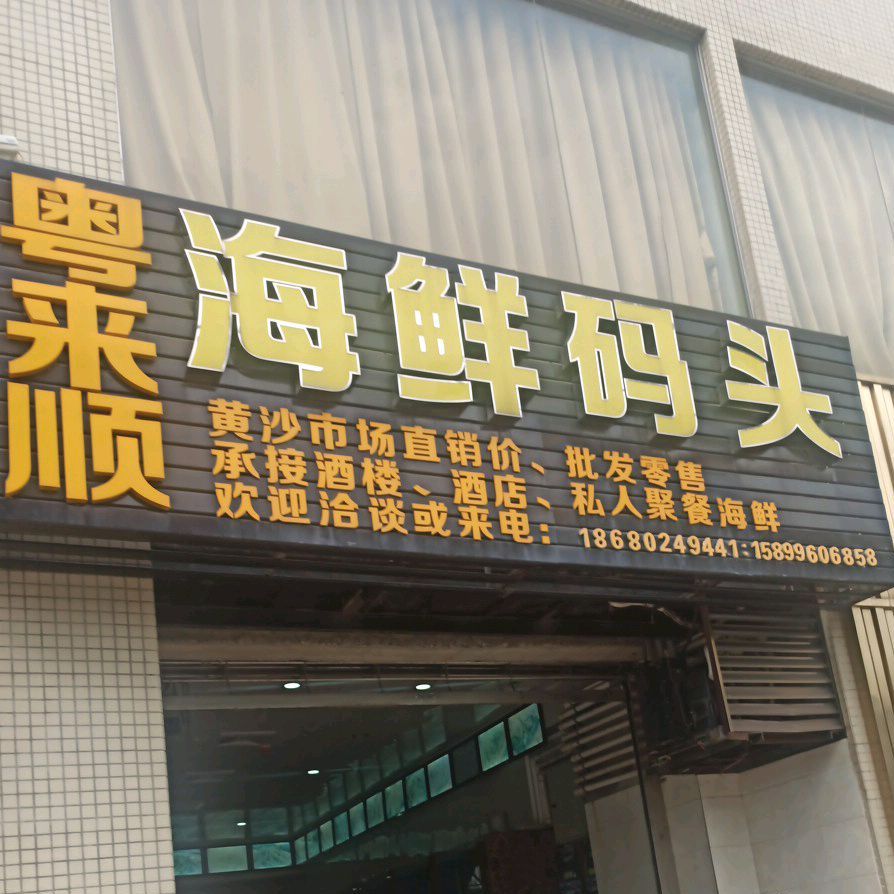 粤来顺
海鲜码头
黄沙市场直销价、批发零售
承接酒楼、酒店、私人聚餐海鲜
欢迎洽谈或来电：18680249441:15899606858